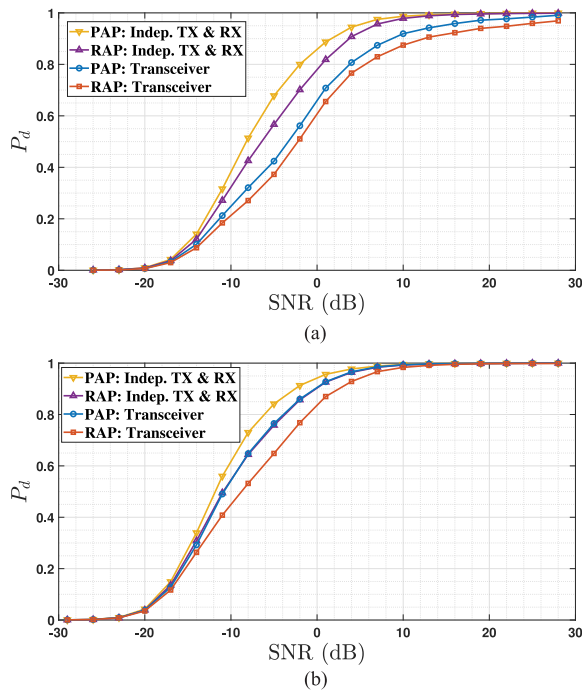 1
0.8
0.6
0.4
0.2
0
P_d
PAP: Indep. TX & RX
RAP: Indep. TX & RX
PAP: Transceiver
RAP: Transceiver
-30 -20 -10 0 10 20 30
SNR (dB)
(a)
1
0.8
0.6
0.4
0.2
0
P_d
PAP: Indep. TX & RX
RAP: Indep. TX & RX
PAP: Transceiver
RAP: Transceiver
-30 -20 -10 0 10 20 30
SNR (dB)
(b)